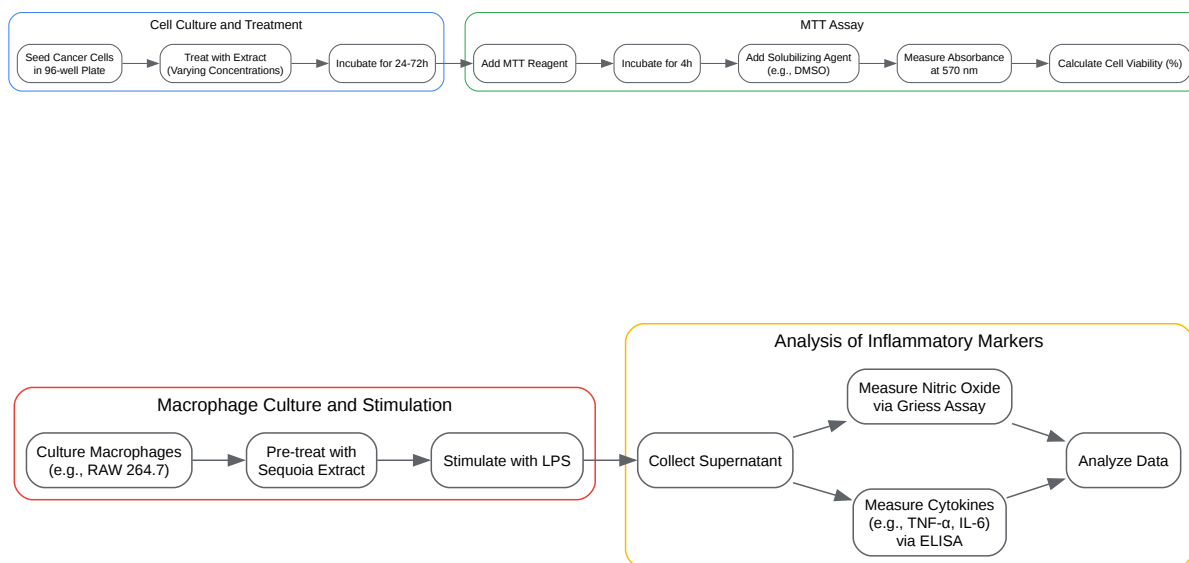 Cell Culture and Treatment
Seed Cancer Cells
in 96-well Plate
Treat with Extract
(Varying Concentrations)
Incubate for 24-72h
MTT Assay
Add MTT Reagent
Incubate for 4h
Add Solubilizing Agent
(e.g., DMSO)
Measure Absorbance
at 570 nm
Calculate Cell Viability (%)
Macrophage Culture and Stimulation
Culture Macrophages
(e.g., RAW 264.7)
Pre-treat with
Sequoia Extract
Stimulate with LPS
Analysis of Inflammatory Markers
Collect Supernatant
Measure Nitric Oxide
via Griess Assay
Measure Cytokines
(e.g., TNF-α, IL-6)
via ELISA
Analyze Data